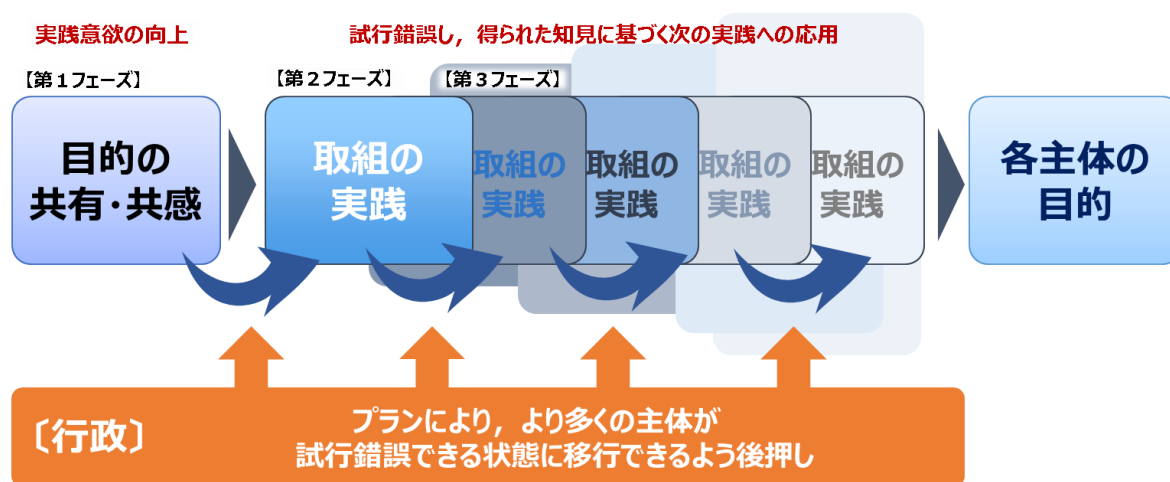 実践意欲の向上
試行錯誤し，得られた知見に基づく次の実践への応用
【第１フェーズ】
【第２フェーズ】
【第３フェーズ】
目的の
共有・共感
取組の
実践
取組の
実践
取組の
実践
取組の
実践
取組の
実践
各主体の
目的
〔行政〕
プランにより，より多くの主体が
試行錯誤できる状態に移行できるよう後押し